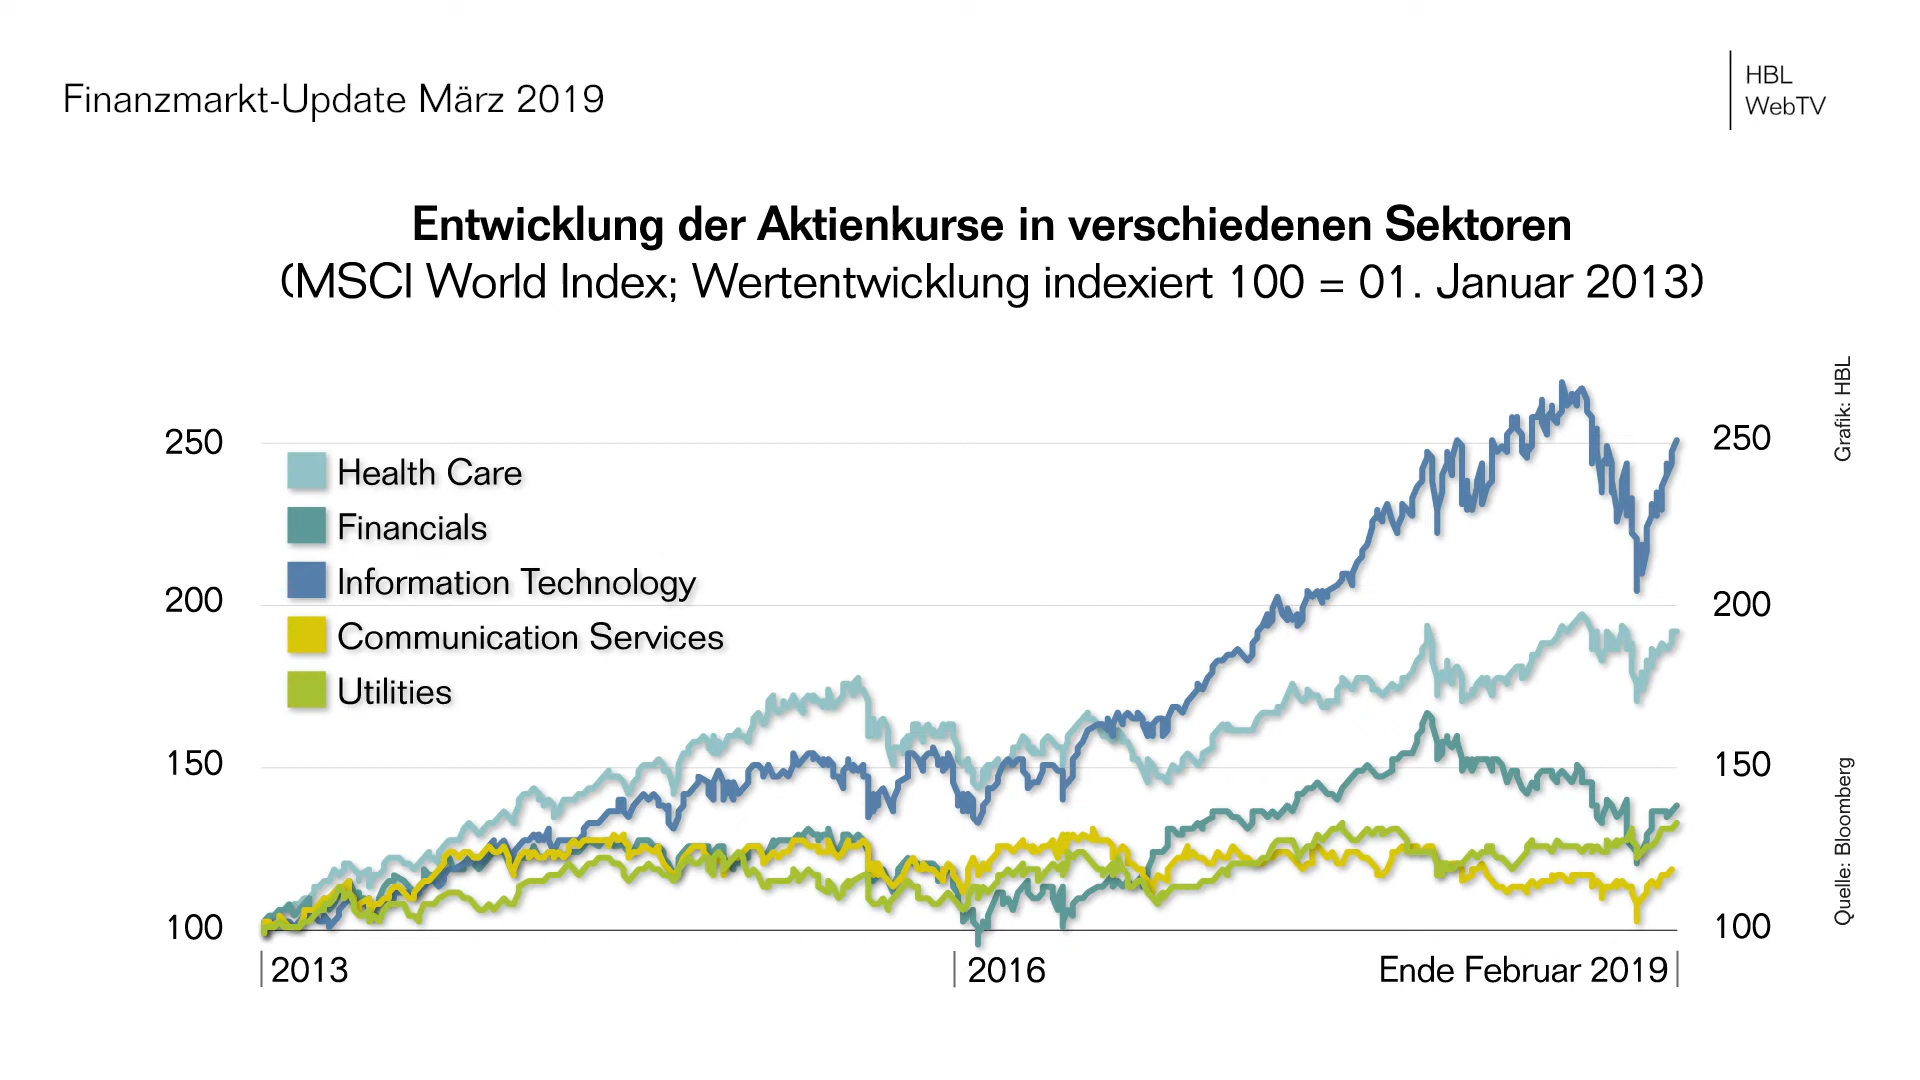 Finanzmarkt-Update März 2019
HBL
WebTV
Entwicklung der Aktienkurse in verschiedenen Sektoren
(MSCI World Index; Wertentwicklung indexiert 100 = 01. Januar 2013)
Grafik: HBL
250
250
Health Care
Financials
Information Technology
200
200
Communication Services
Utilities
150
150
Quelle: Bloomberg
100
100
2013
2016
Ende Februar 2019